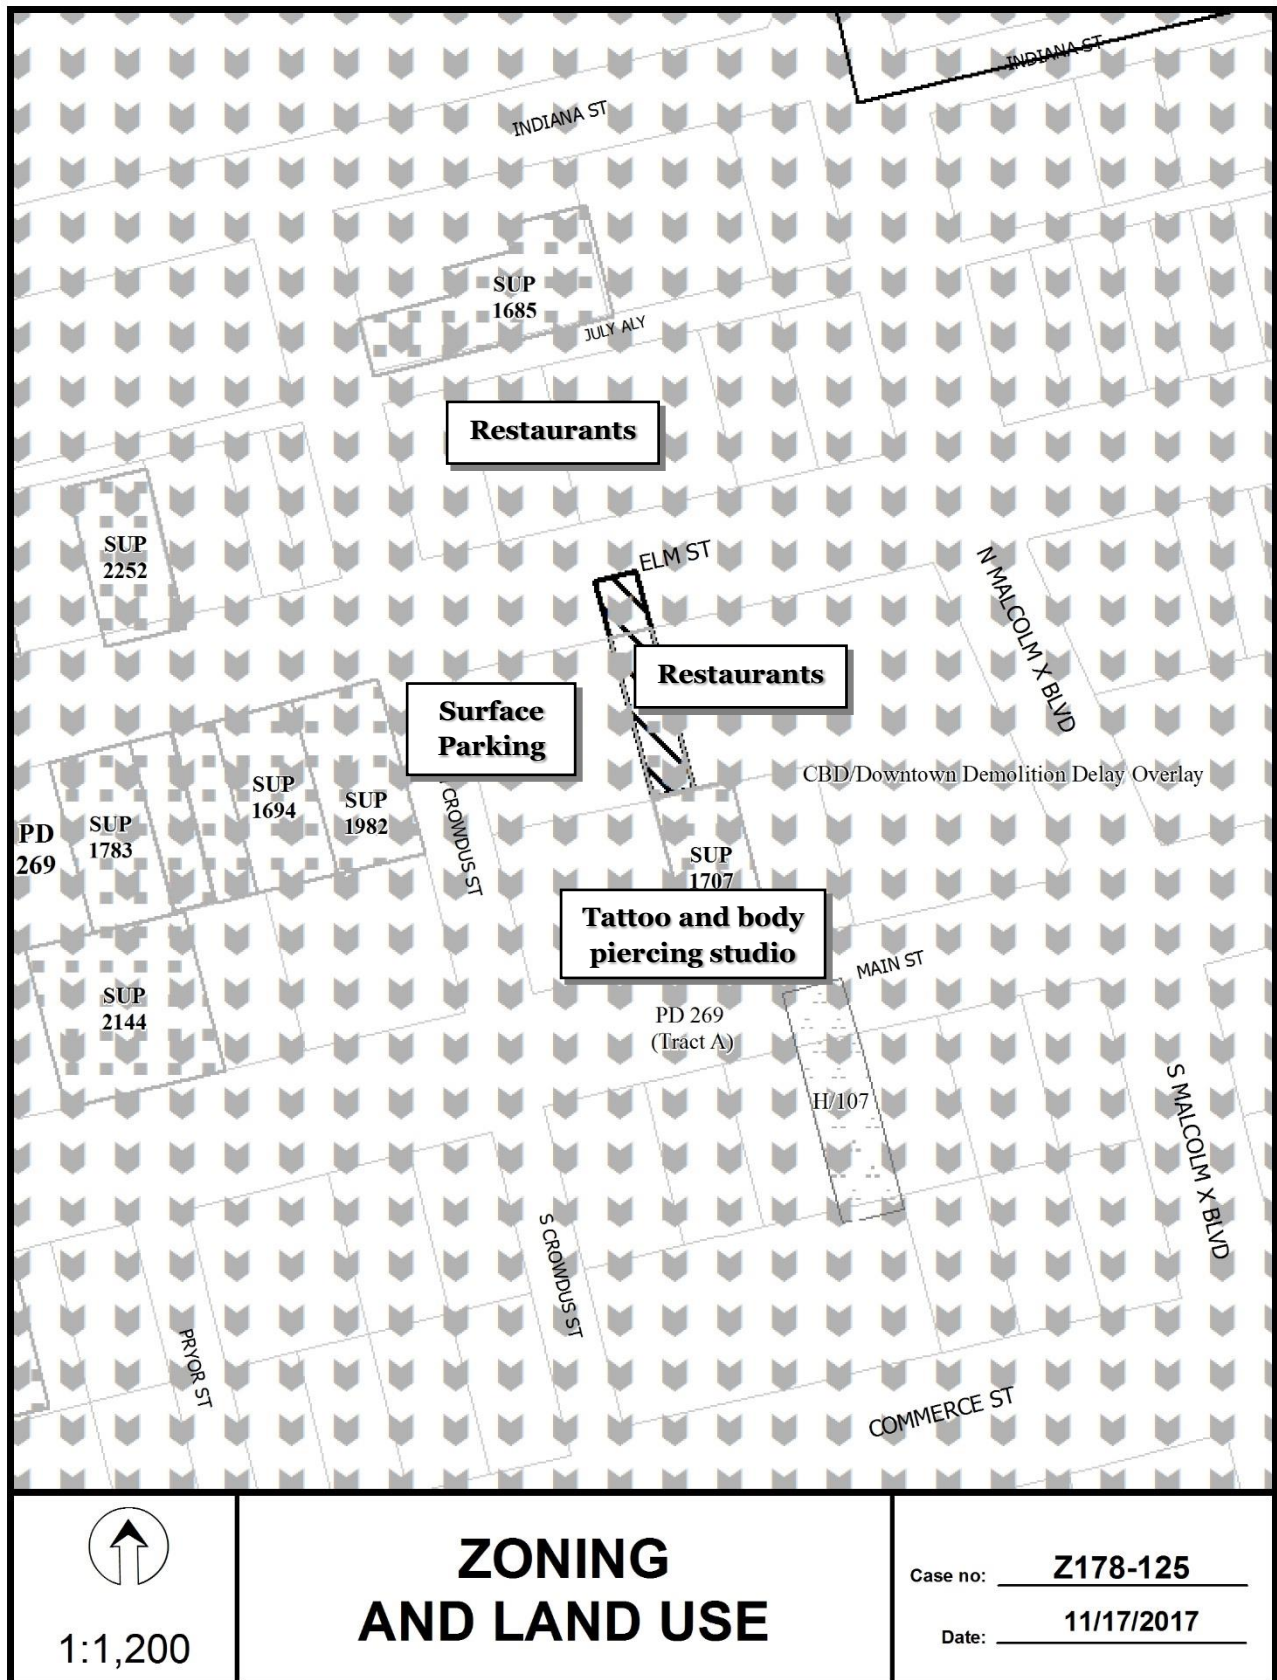 INDIANA ST
INDIANA ST
SUP
1685
JULY ALY
Restaurants
SUP
2252
ELM ST
N MALCOLM X BLVD
Restaurants
Surface
Parking
CBD/Downtown Demolition Delay Overlay
SUP
1694
SUP
1982
PD
269
SUP
1783
CROWDUS ST
SUP
1707
Tattoo and body
piercing studio
MAIN ST
SUP
2144
PD 269
(Tract A)
H/107
S MALCOLM X BLVD
S CROWDUS ST
PRYOR ST
COMMERCE ST
1:1,200
ZONING
AND LAND USE
Case no: Z178-125
Date: 11/17/2017